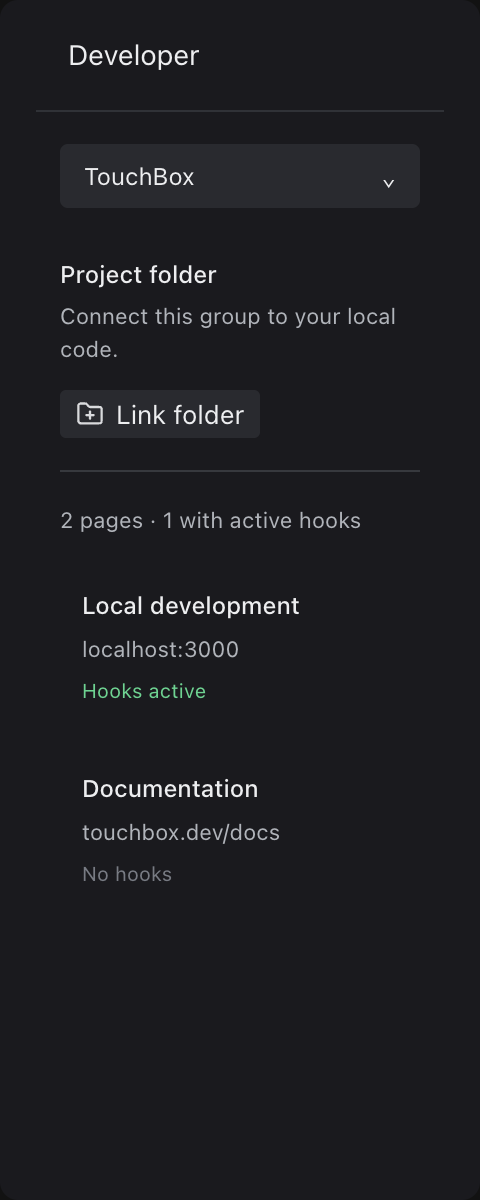 Developer
TouchBox
Project folder
Connect this group to your local
code.
Link folder
2 pages · 1 with active hooks
Local development
localhost:3000
Hooks active
Documentation
touchbox.dev/docs
No hooks